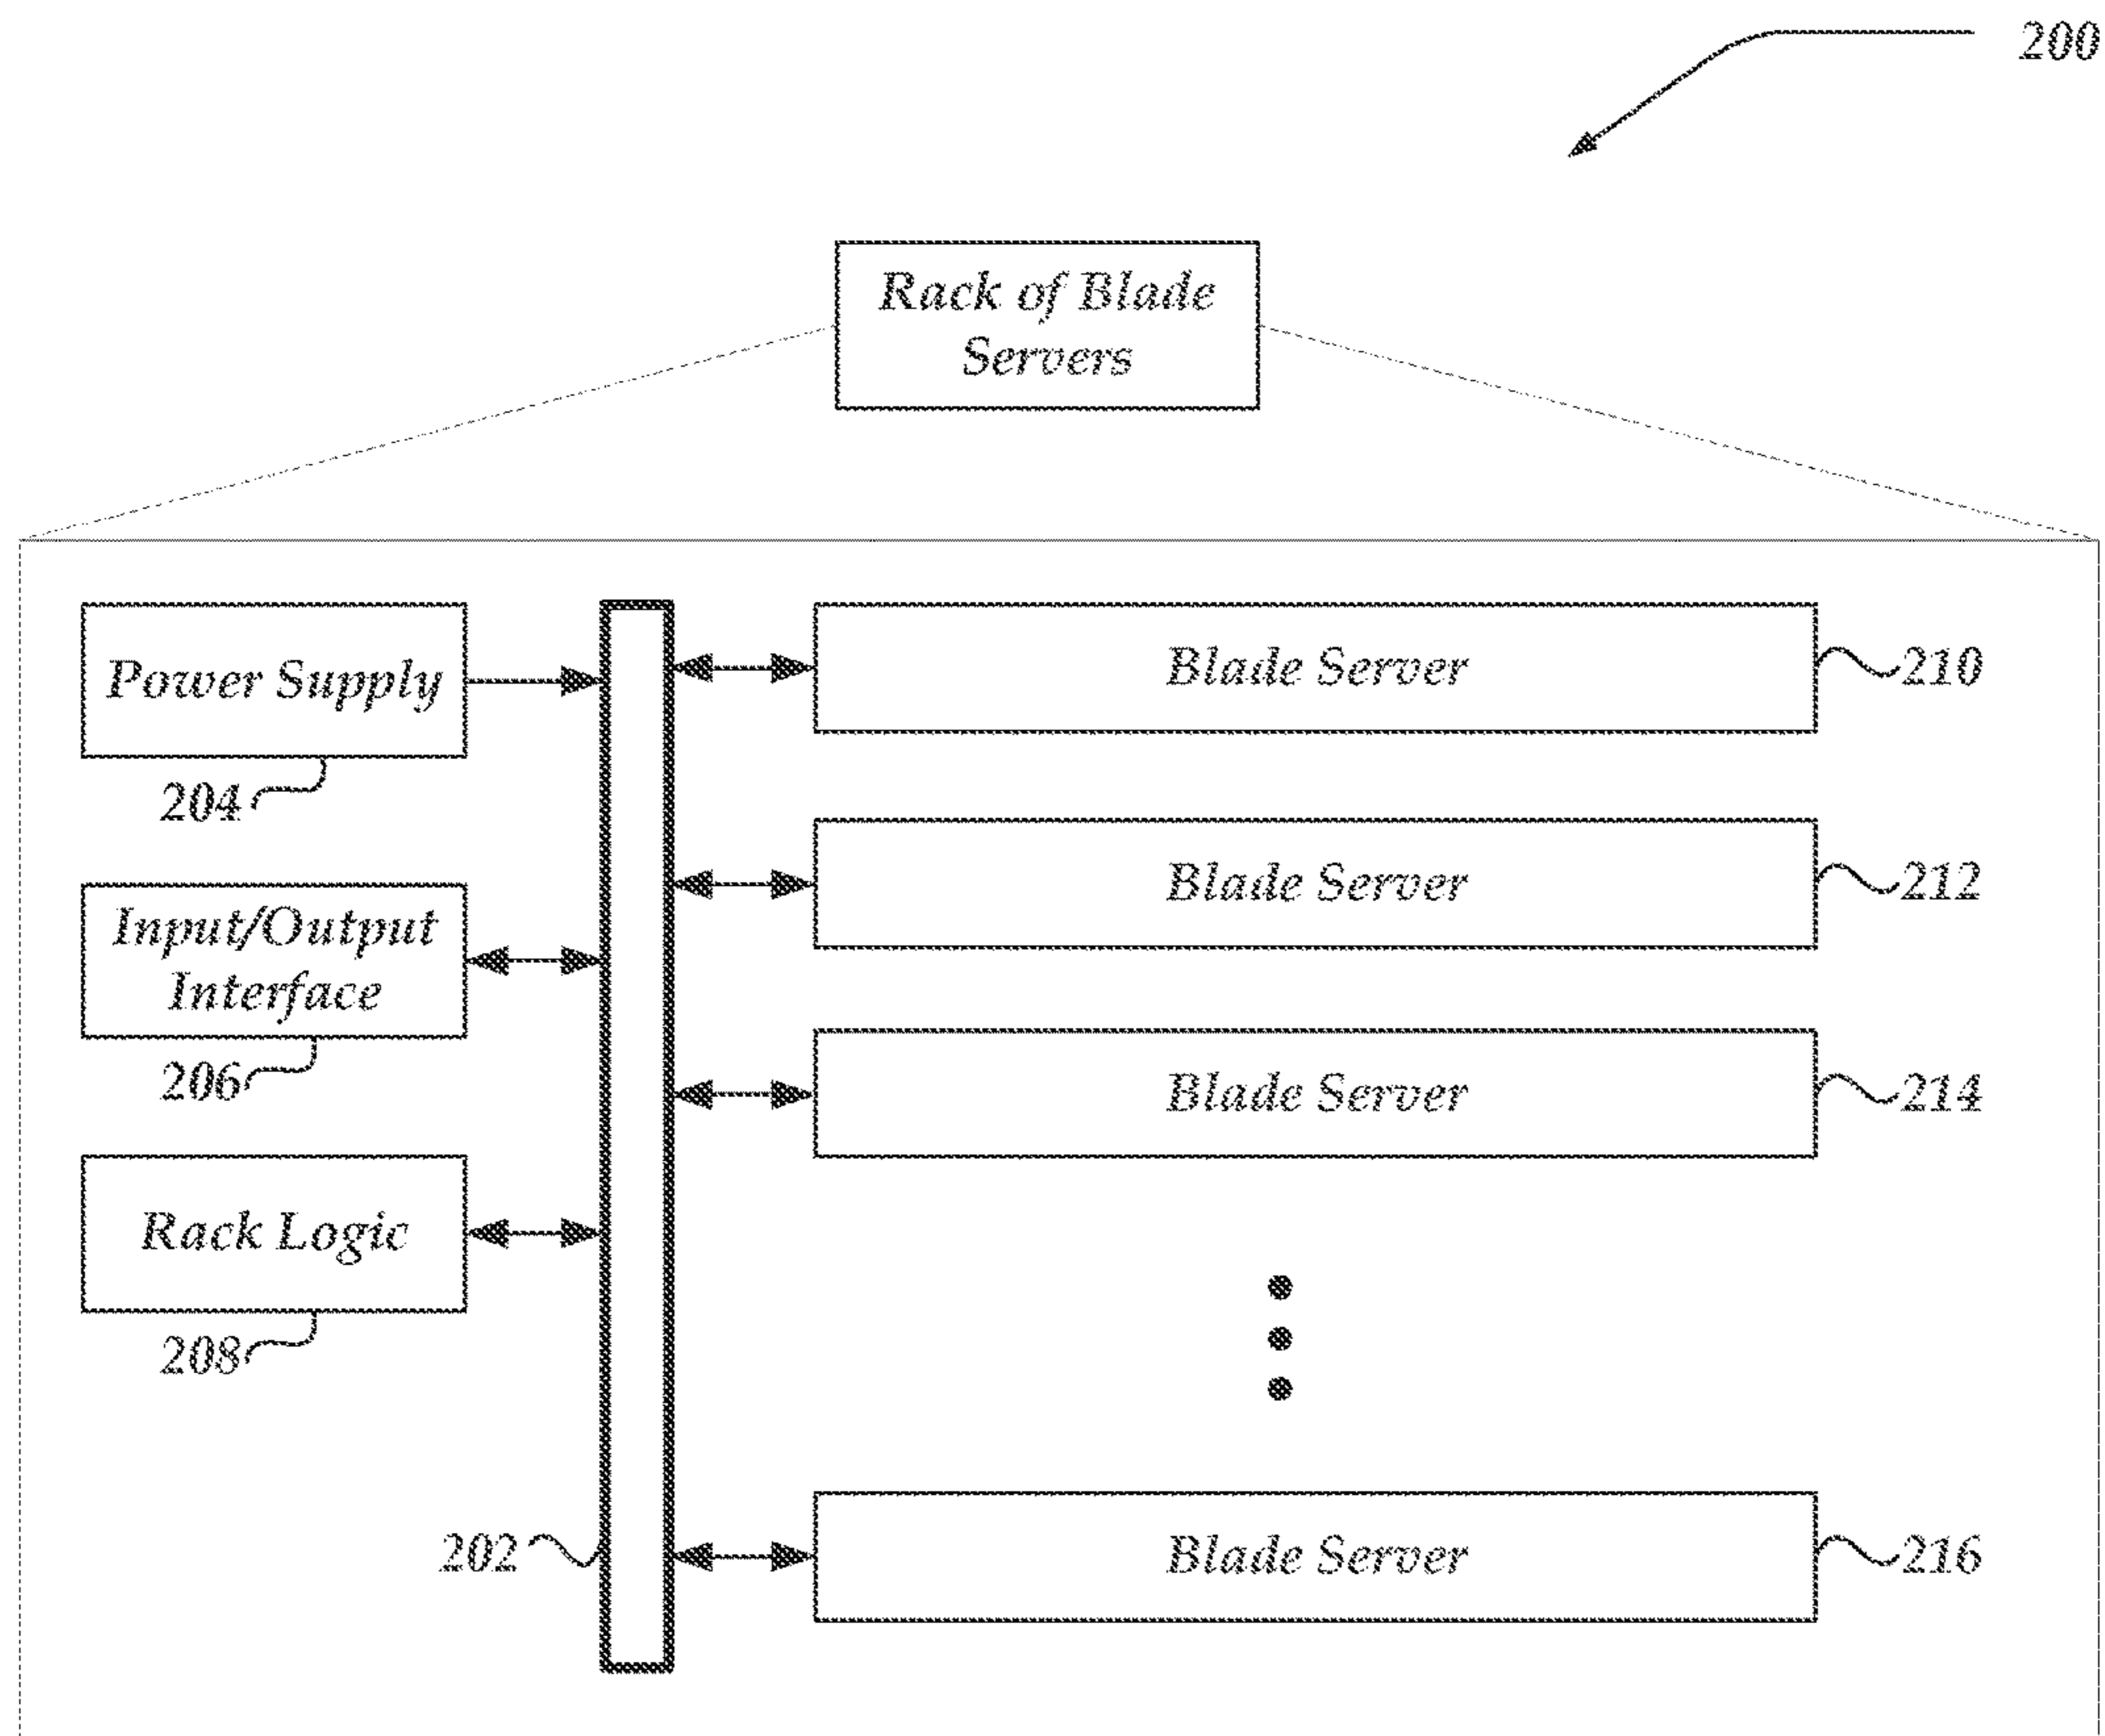 200
Rack of Blade
Servers
Power Supply
204
Input/Output
Interface
206
Rack Logic
208
202
Blade Server
210
Blade Server
212
Blade Server
214
Blade Server
216